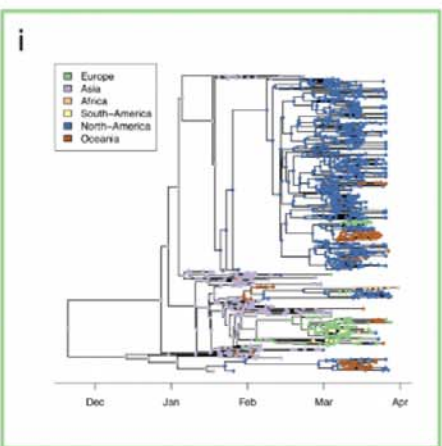 i
Europe
Asia
Africa
South-America
North-America
Oceania
Dec Jan Feb Mar Apr